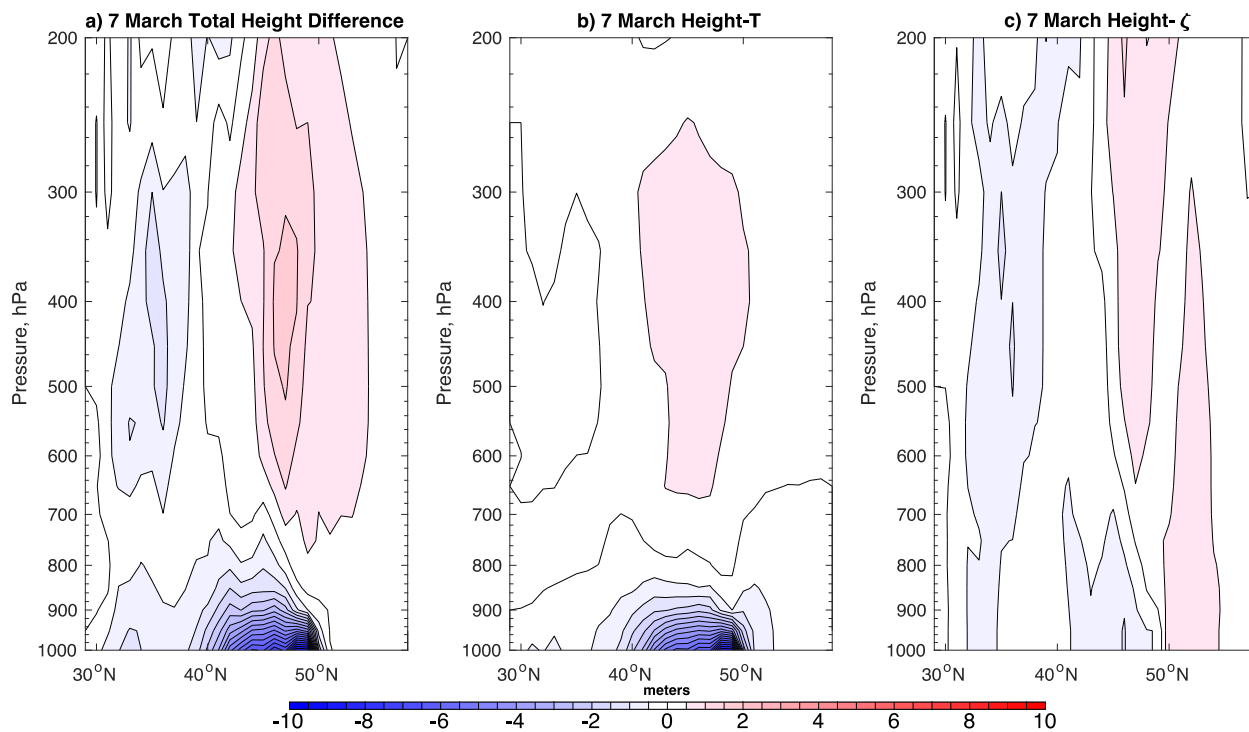 a) 7 March Total Height Difference
b) 7 March Height-T
c) 7 March Height- ζ
200
300
400
500
600
700
800
900
1000
Pressure, hPa
30°N
40°N
50°N
200
300
400
500
600
700
800
900
1000
Pressure, hPa
30°N
40°N
50°N
200
300
400
500
600
700
800
900
1000
Pressure, hPa
30°N
40°N
50°N
meters
-10 -8 -6 -4 -2 0 2 4 6 8 10